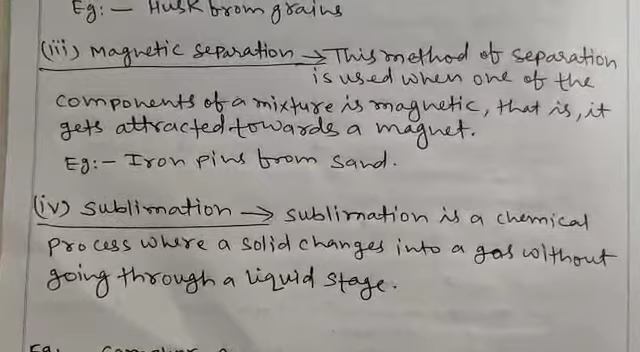 Eg:- Husk from grains
(iii) Magnetic separation → This method of separation
is used when one of the
components of a mixture is magnetic, that is, it
gets attracted towards a magnet.
Eg:- Iron pins from sand.
(iv) Sublimation → sublimation is a chemical
process where a solid changes into a gas without
going through a liquid stage.
Eg.